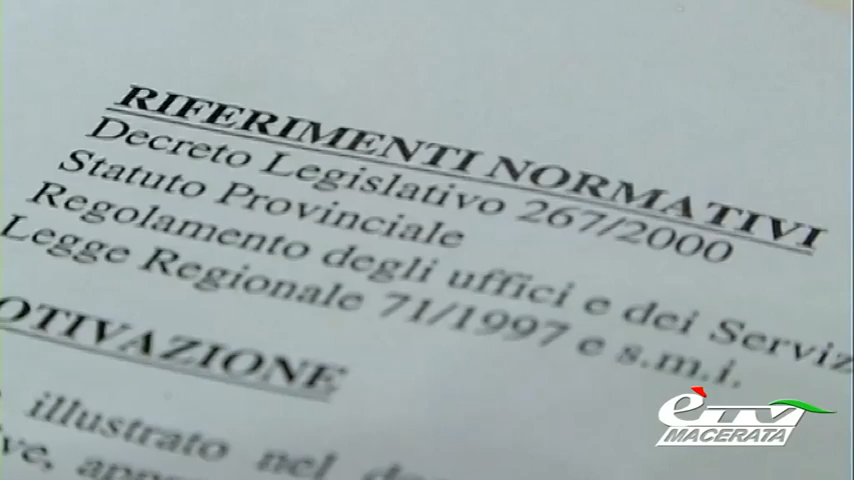 RIFERIMENTI NORMATIVI
Decreto Legislativo 267/2000
Statuto Provinciale
Regolamento degli uffici e dei Serviz
Legge Regionale 71/1997 e s.m.i.
OTIVAZIONE
illustrato nel
ve,
èTV
MACERATA